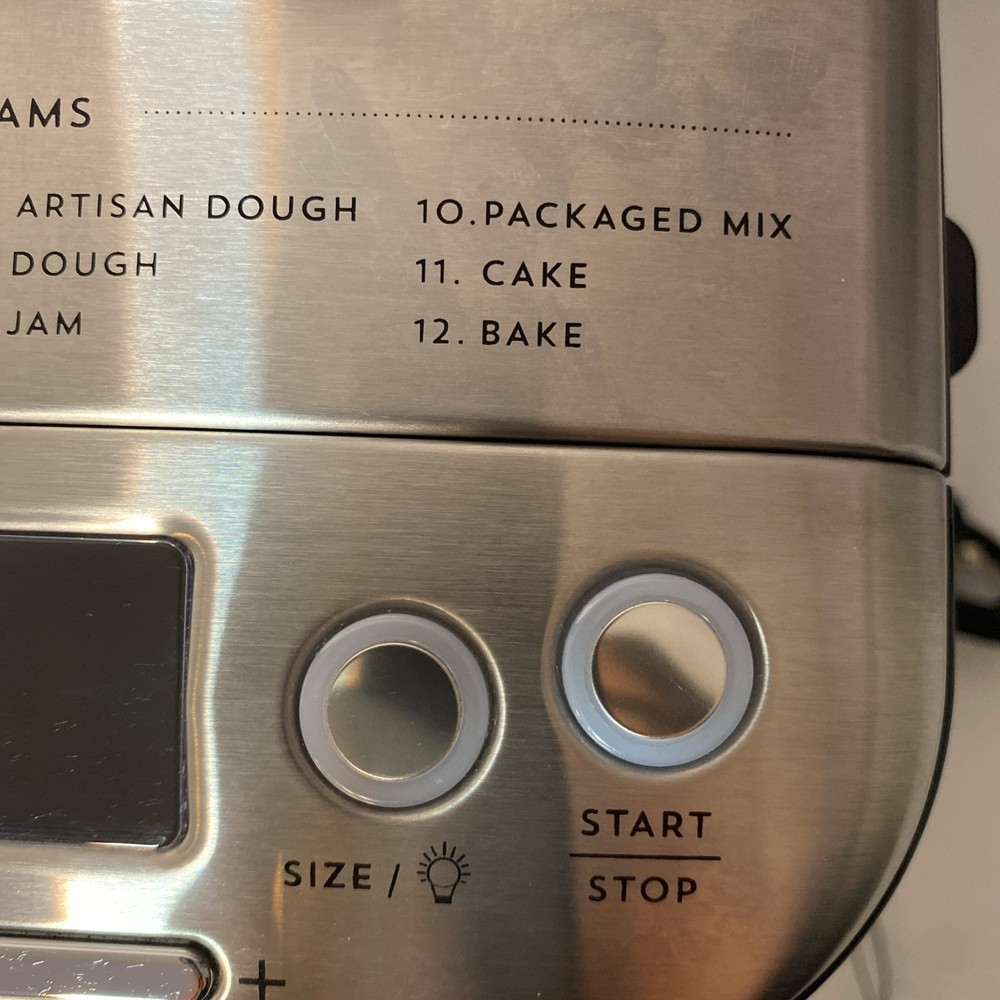 AMS
ARTISAN DOUGH
DOUGH
JAM
10. PACKAGED MIX
11. CAKE
12. BAKE
SIZE /
START
STOP
+